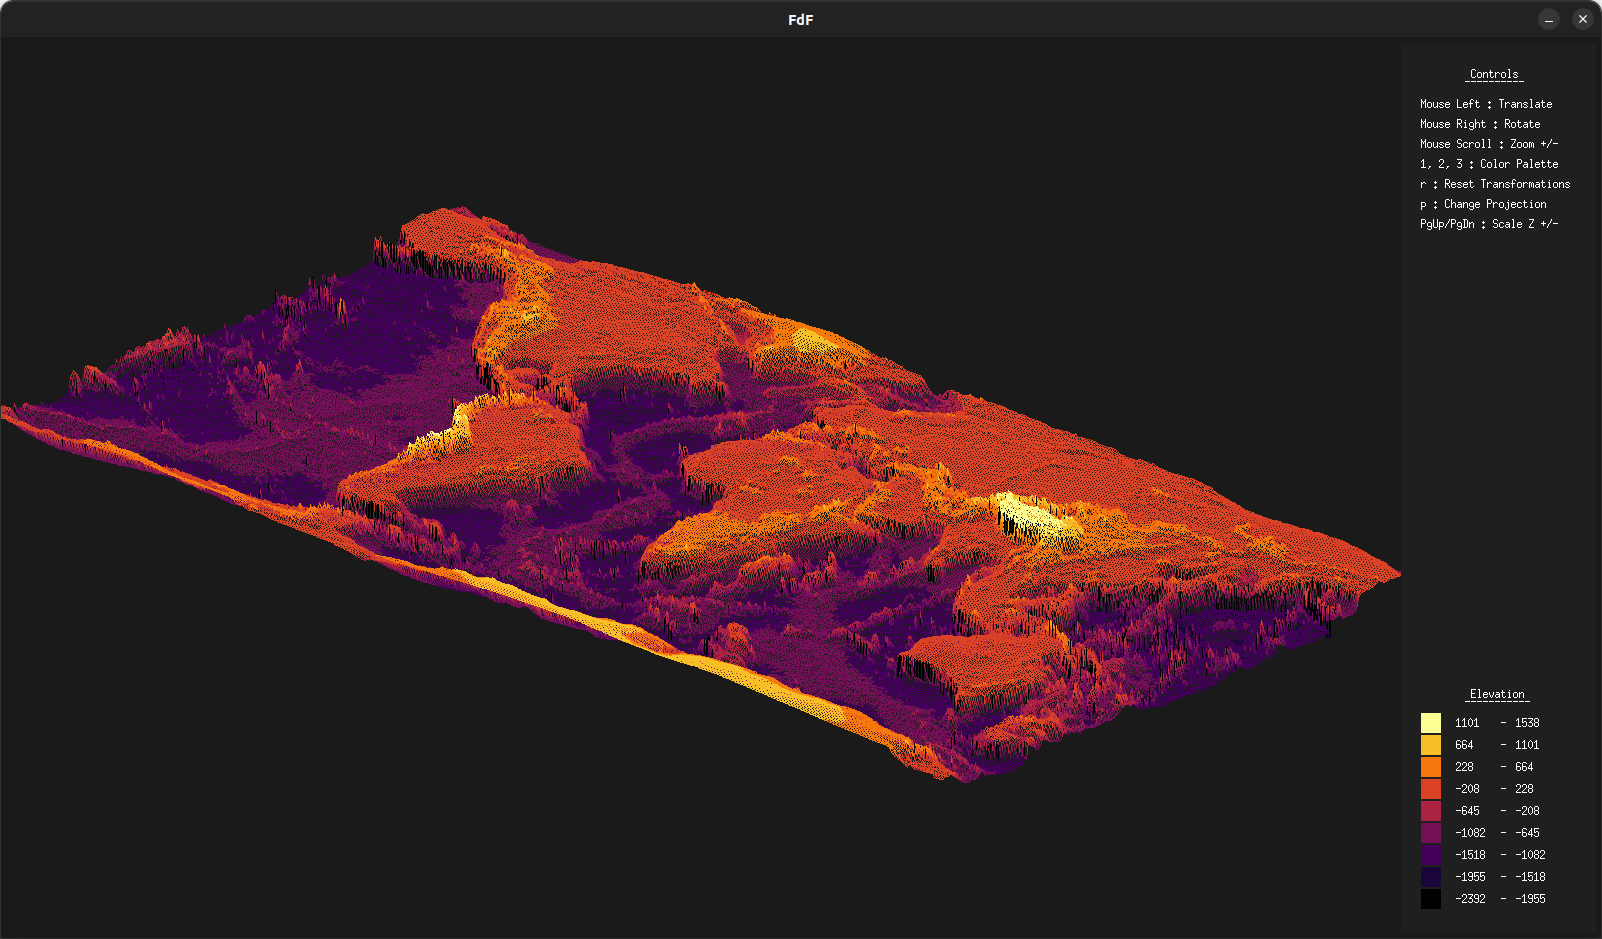 FdF
Controls
Mouse Left : Translate
Mouse Right : Rotate
Mouse Scroll : Zoom +/-
1, 2, 3 : Color Palette
r : Reset Transformations
p : Change Projection
PgUp/PgDn : Scale Z +/-
Elevation
1101 - 1538
664 - 1101
228 - 664
-208 - 228
-645 - -208
-1082 - -645
-1518 - -1082
-1955 - -1518
-2392 - -1955